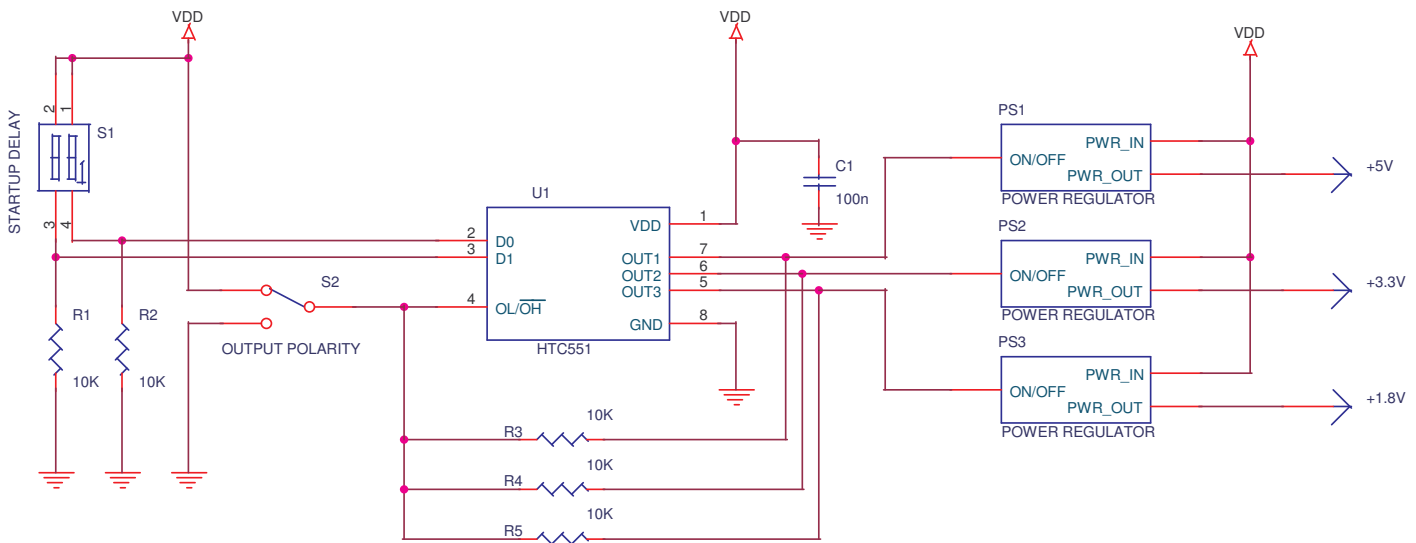 VDD
VDD
VDD
STARTUP DELAY
2
1
S1
3
4
R1
10K
R2
10K
S2
OUTPUT POLARITY
U1
2
D0
3
D1
4
OL/OH
VDD
1
OUT1
7
OUT2
6
OUT3
5
GND
8
HTC551
C1
100n
10K
R3
10K
R4
10K
R5
PS1
PWR_IN
ON/OFF
PWR_OUT
POWER REGULATOR
+5V
PS2
PWR_IN
ON/OFF
PWR_OUT
POWER REGULATOR
+3.3V
PS3
PWR_IN
ON/OFF
PWR_OUT
POWER REGULATOR
+1.8V